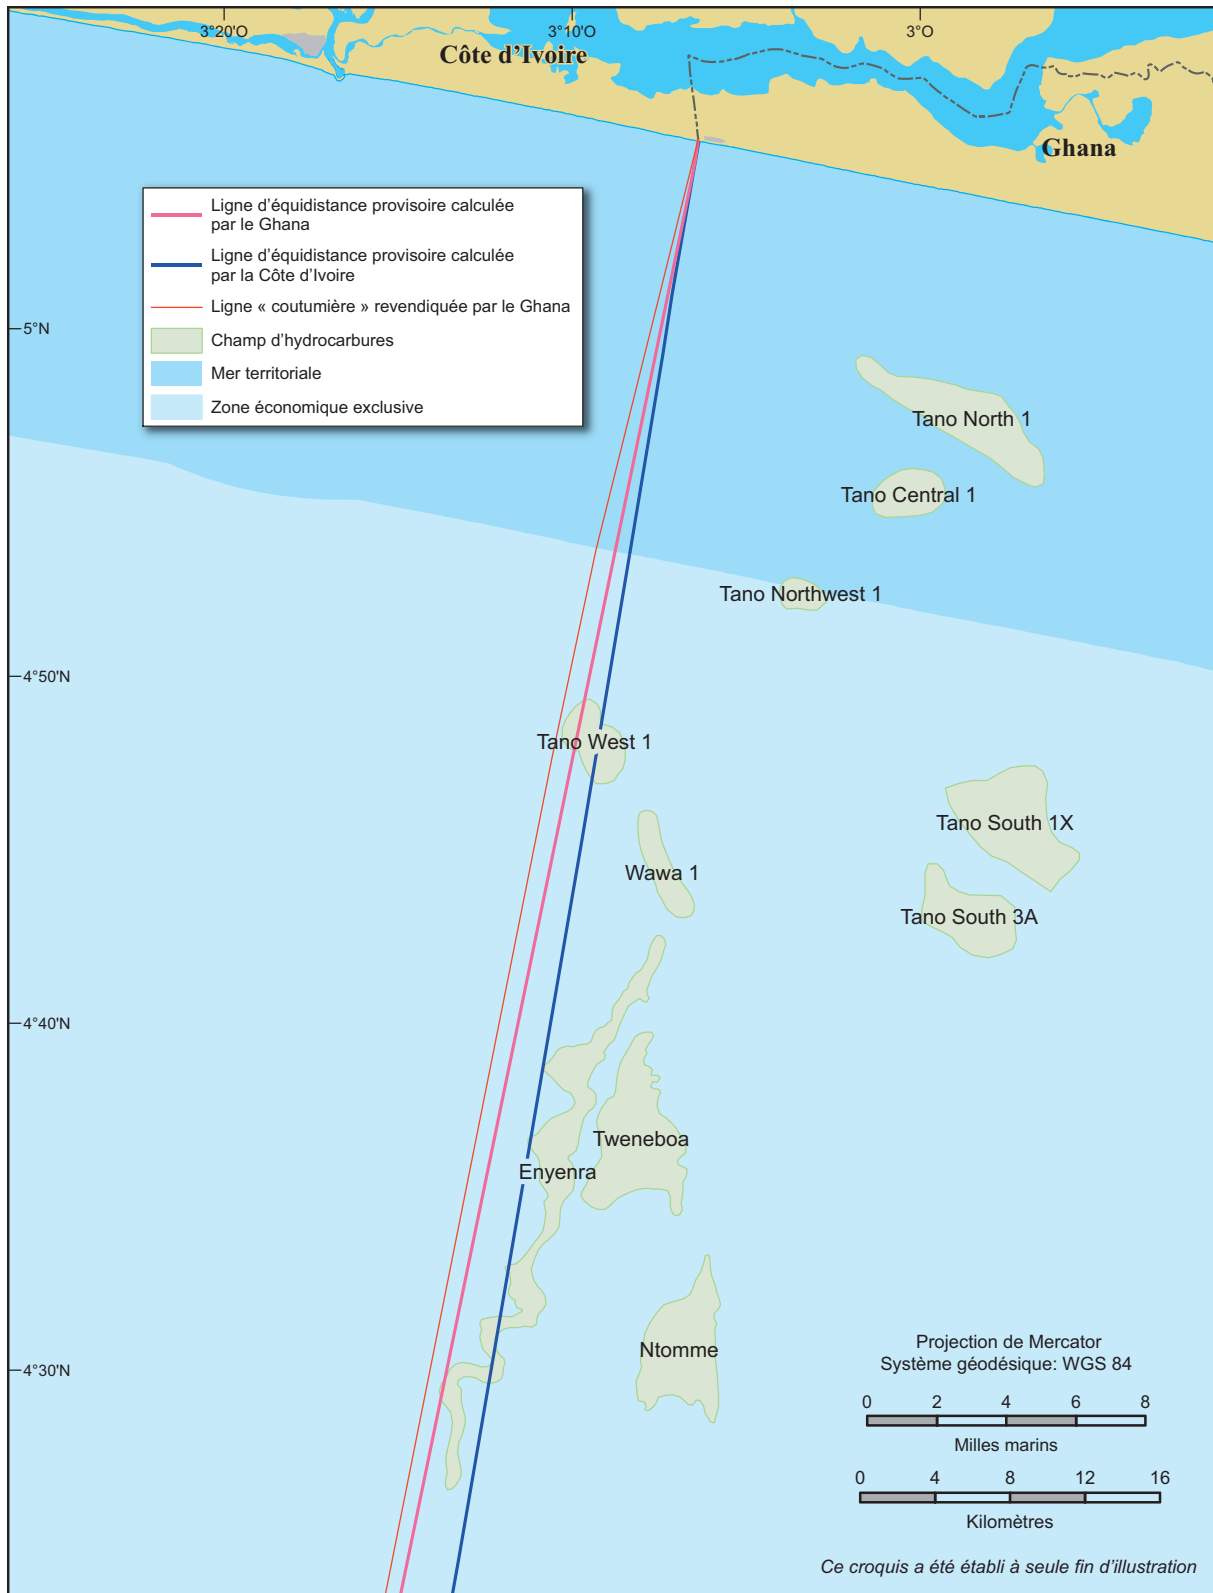 3°20'O
3°10'O
3°O
Côte d'Ivoire
Ghana
Ligne d'équidistance provisoire calculée
par le Ghana
Ligne d'équidistance provisoire calculée
par la Côte d'Ivoire
Ligne « coutumière » revendiquée par le Ghana
Champ d'hydrocarbures
Mer territoriale
Zone économique exclusive
5°N
Tano North 1
Tano Central 1
Tano Northwest 1
4°50'N
Tano West 1
Tano South 1X
Wawa 1
Tano South 3A
4°40'N
Tweneboa
Enyenra
Ntomme
4°30'N
Projection de Mercator
Système géodésique: WGS 84
0 2 4 6 8
Milles marins
0 4 8 12 16
Kilomètres
Ce croquis a été établi à seule fin d'illustration